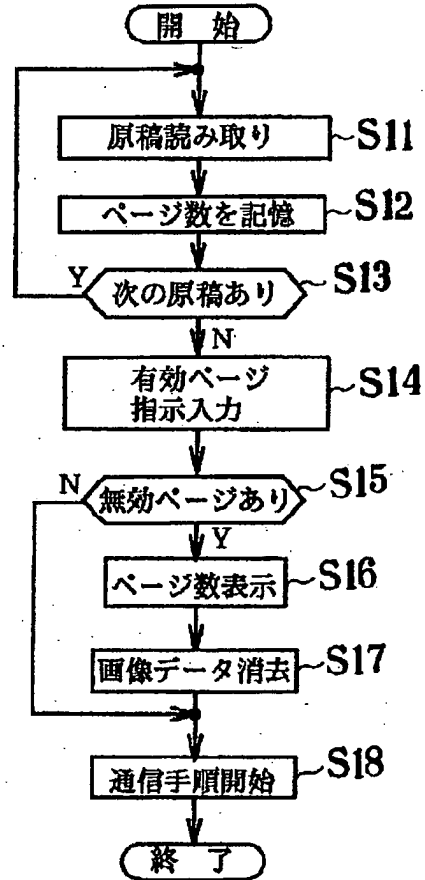 開 始
原稿読み取り ~S11
ページ数を記憶 ~S12
次の原稿あり ~S13
Y
N
有効ページ
指示入力 ~S14
無効ページあり ~S15
N
Y
ページ数表示 ~S16
画像データ消去 ~S17
通信手順開始 ~S18
終 了